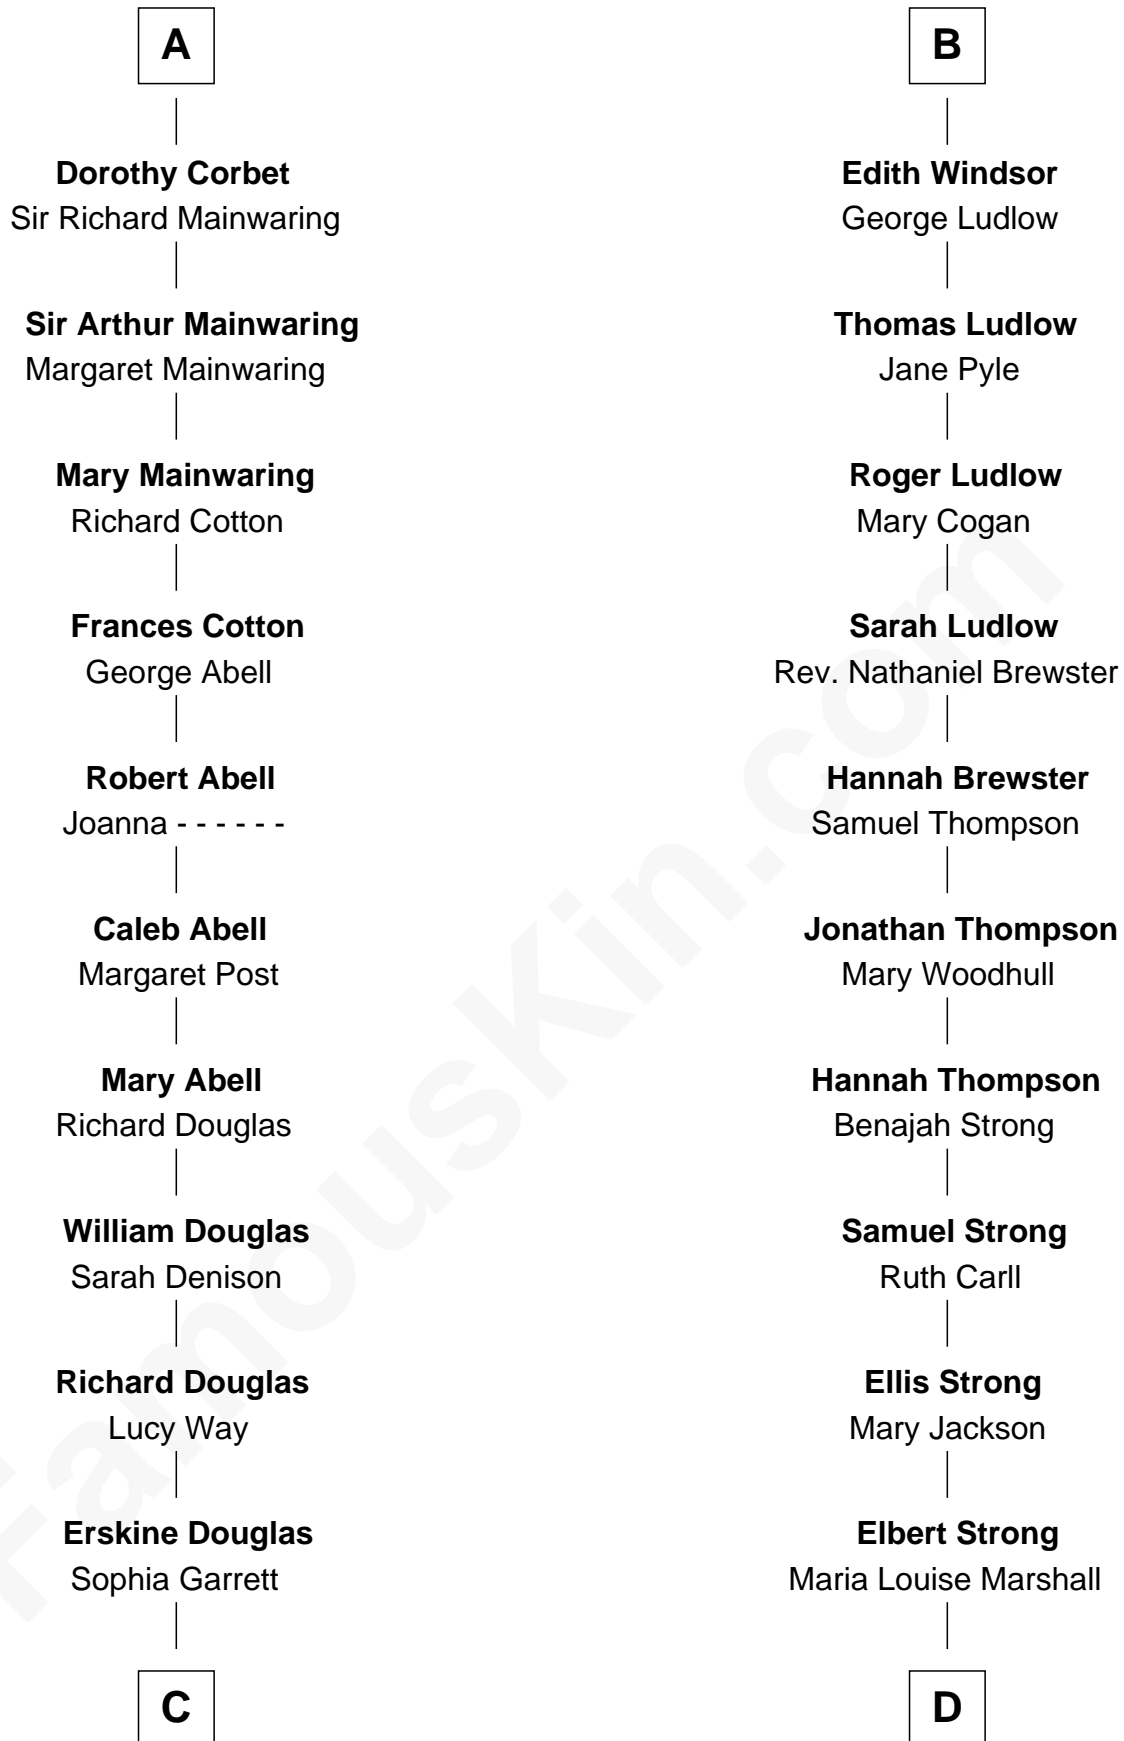 A
Dorothy Corbet
Sir Richard Mainwaring
Sir Arthur Mainwaring
Margaret Mainwaring
Mary Mainwaring
Richard Cotton
Frances Cotton
George Abell
Robert Abell
Joanna - - - - - -
Caleb Abell
Margaret Post
Mary Abell
Richard Douglas
William Douglas
Sarah Denison
Richard Douglas
Lucy Way
Erskine Douglas
Sophia Garrett
C
B
Edith Windsor
George Ludlow
Thomas Ludlow
Jane Pyle
Roger Ludlow
Mary Cogan
Sarah Ludlow
Rev. Nathaniel Brewster
Hannah Brewster
Samuel Thompson
Jonathan Thompson
Mary Woodhull
Hannah Thompson
Benajah Strong
Samuel Strong
Ruth Carll
Ellis Strong
Mary Jackson
Elbert Strong
Maria Louise Marshall
D
FamousKin.com